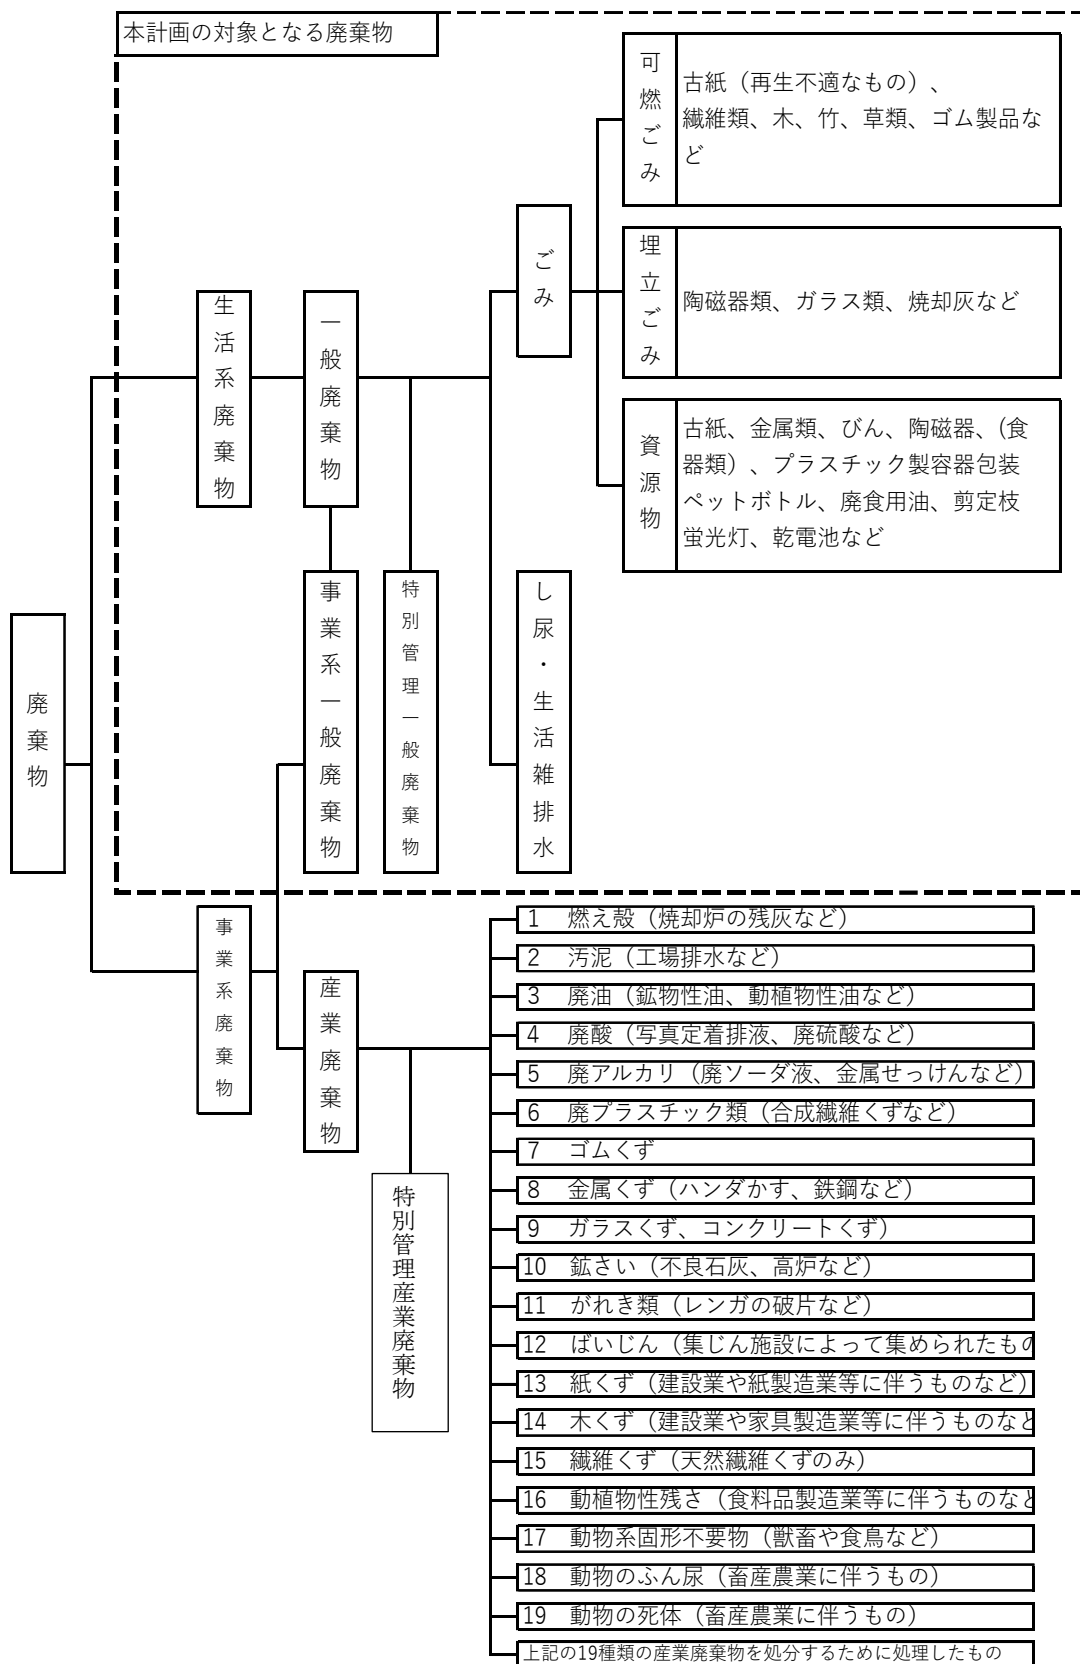 本計画の対象となる廃棄物
廃棄物
生活系廃棄物
一般廃棄物
事業系一般廃棄物
特別管理一般廃棄物
ごみ
可燃ごみ
古紙（再生不適なもの）、
繊維類、木、竹、草類、ゴム製品な
ど
埋立ごみ
陶磁器類、ガラス類、焼却灰など
資源物
古紙、金属類、びん、陶磁器、(食
器類）、プラスチック製容器包装
ペットボトル、廃食用油、剪定枝
蛍光灯、乾電池など
し尿・生活雑排水
事業系廃棄物
産業廃棄物
特別管理産業廃棄物
1 燃え殻（焼却炉の残灰など）
2 汚泥（工場排水など）
3 廃油（鉱物性油、動植物性油など）
4 廃酸（写真定着排液、廃硫酸など）
5 廃アルカリ（廃ソーダ液、金属せっけんなど）
6 廃プラスチック類（合成繊維くずなど）
7 ゴムくず
8 金属くず（ハンダかす、鉄鋼など）
9 ガラスくず、コンクリートくず）
10 鉱さい（不良石灰、高炉など）
11 がれき類（レンガの破片など）
12 ばいじん（集じん施設によって集められたもの
13 紙くず（建設業や紙製造業等に伴うものなど）
14 木くず（建設業や家具製造業等に伴うものなど
15 繊維くず（天然繊維くずのみ）
16 動植物性残さ（食料品製造業等に伴うものなど
17 動物系固形不要物（獣畜や食鳥など）
18 動物のふん尿（畜産農業に伴うもの）
19 動物の死体（畜産農業に伴うもの）
上記の19種類の産業廃棄物を処分するために処理したもの